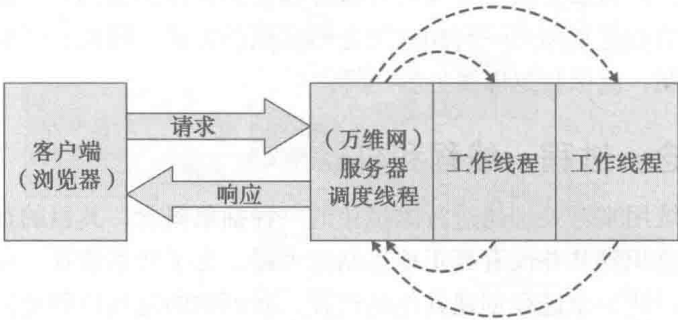 请求
客户端
（浏览器）
响应
（万维网）
服务器
调度线程
工作线程
工作线程